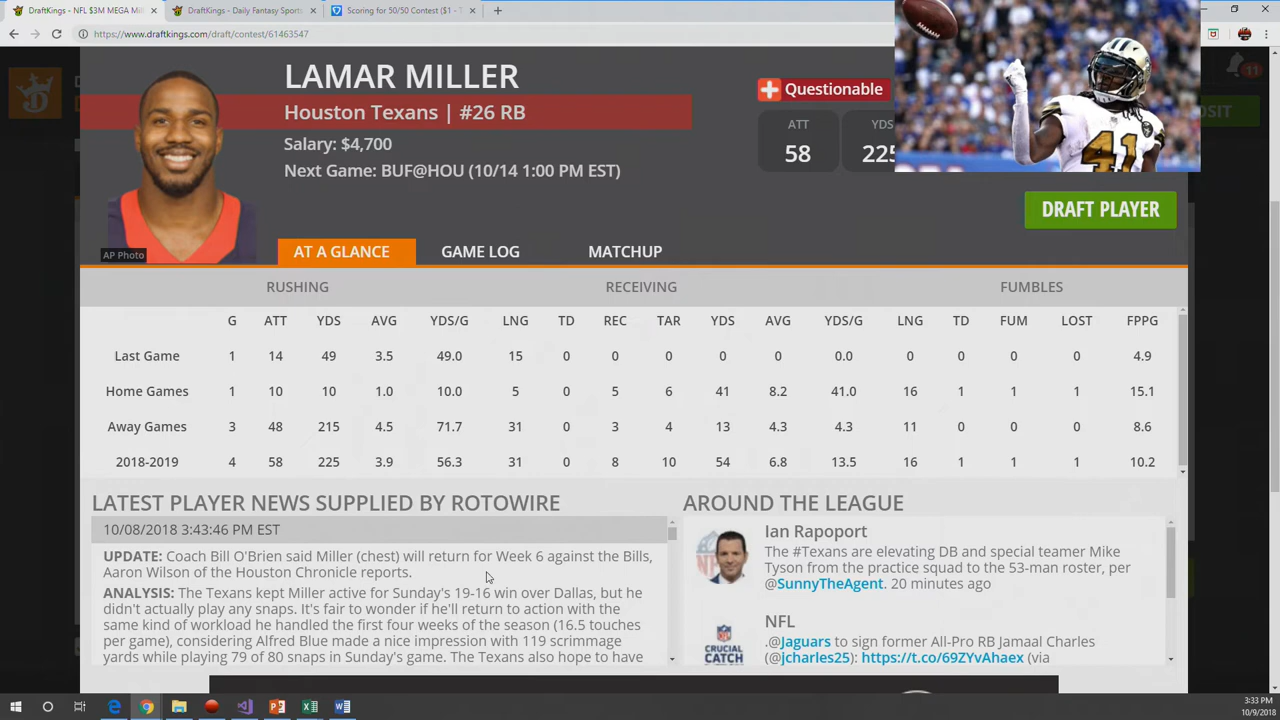 DraftKings - NFL $3M MEGA Mil
DraftKings - Daily Fantasy Sports
Scoring for 50/50 Contest ($1 - T
https://www.draftkings.com/draft/contest/61463547
11
LAMAR MILLER
Houston Texans | #26 RB
Salary: $4,700
Next Game: BUF@HOU (10/14 1:00 PM EST)
Questionable
ATT YDS
58 225
41
DRAFT PLAYER
AP Photo
AT A GLANCE GAME LOG MATCHUP
RUSHING RECEIVING FUMBLES
G ATT YDS AVG YDS/G LNG TD REC TAR YDS AVG YDS/G LNG TD FUM LOST FPPG
Last Game 1 14 49 3.5 49.0 15 0 0 0 0 0 0.0 0 0 0 0 4.9
Home Games 1 10 10 1.0 10.0 5 0 5 6 41 8.2 41.0 16 1 1 1 15.1
Away Games 3 48 215 4.5 71.7 31 0 3 4 13 4.3 4.3 11 0 0 0 8.6
2018-2019 4 58 225 3.9 56.3 31 0 8 10 54 6.8 13.5 16 1 1 1 10.2
LATEST PLAYER NEWS SUPPLIED BY ROTOWIRE
10/08/2018 3:43:46 PM EST
UPDATE: Coach Bill O'Brien said Miller (chest) will return for Week 6 against the Bills,
Aaron Wilson of the Houston Chronicle reports.
ANALYSIS: The Texans kept Miller active for Sunday's 19-16 win over Dallas, but he
didn't actually play any snaps. It's fair to wonder if he'll return to action with the
same kind of workload he handled the first four weeks of the season (16.5 touches
per game), considering Alfred Blue made a nice impression with 119 scrimmage
yards while playing 79 of 80 snaps in Sunday's game. The Texans also hope to have
AROUND THE LEAGUE
Ian Rapoport
The #Texans are elevating DB and special teamer Mike
Tyson from the practice squad to the 53-man roster, per
@SunnyTheAgent. 20 minutes ago
NFL
.@Jaguars to sign former All-Pro RB Jamaal Charles
(@jcharles25): https://t.co/69ZYvAhaex (via
CRUCIAL
CATCH
3:33 PM
10/9/2018